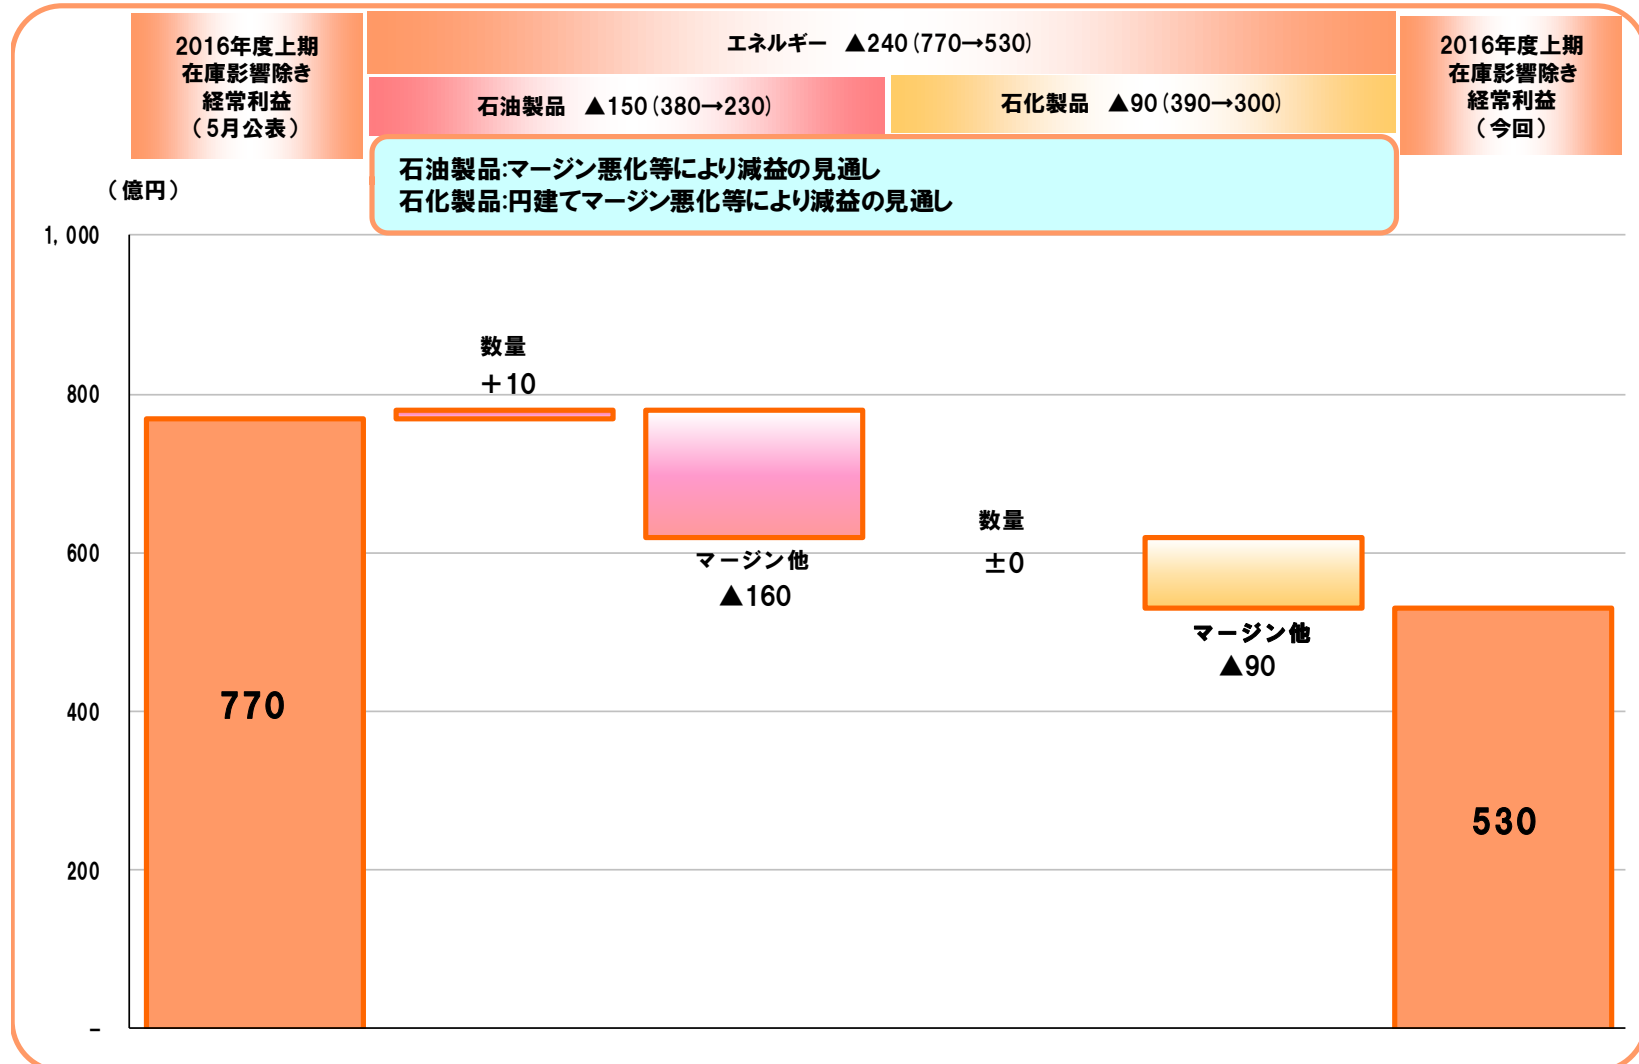 2016年度上期
在庫影響除き
経常利益
（5月公表）
エネルギー ▲240(770→530)
石油製品 ▲150(380→230)
石化製品 ▲90(390→300)
2016年度上期
在庫影響除き
経常利益
（今回）
石油製品:マージン悪化等により減益の見通し
石化製品:円建てマージン悪化等により減益の見通し
（億円）
1,000
800
600
400
200
－
770
数量
＋10
マージン他
▲160
数量
±0
マージン他
▲90
530